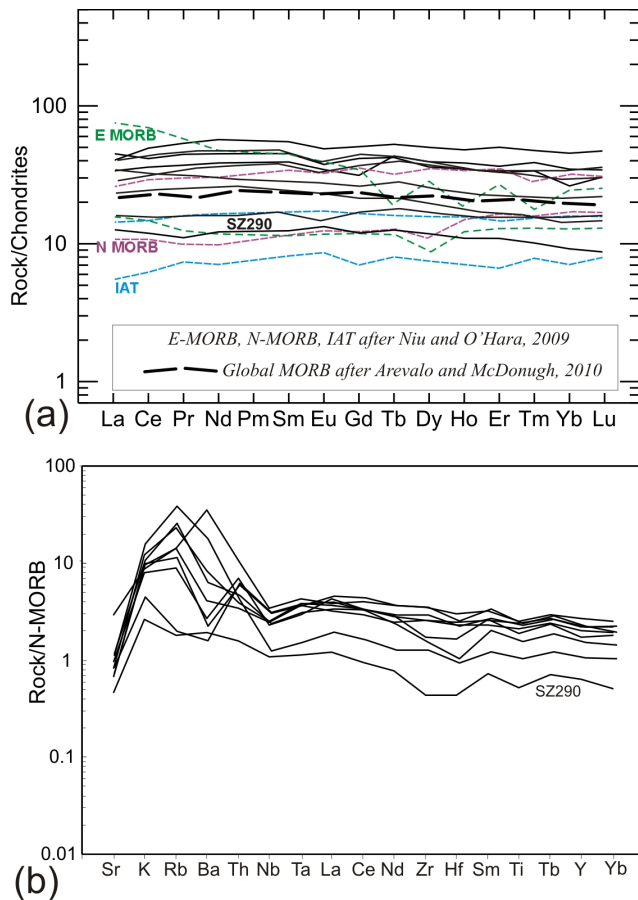 100
E MORB
SZ290
10
N MORB
IAT
E-MORB, N-MORB, IAT after Niu and O'Hara, 2009
Global MORB after Arevalo and McDonugh, 2010
1
Rock/Chondrites
(a)
La Ce Pr Nd Pm Sm Eu Gd Tb Dy Ho Er Tm Yb Lu
100
10
1
SZ290
0.1
0.01
Rock/N-MORB
(b)
Sr K Rb Ba Th Nb Ta La Ce Nd Zr Hf Sm Ti Tb Y Yb